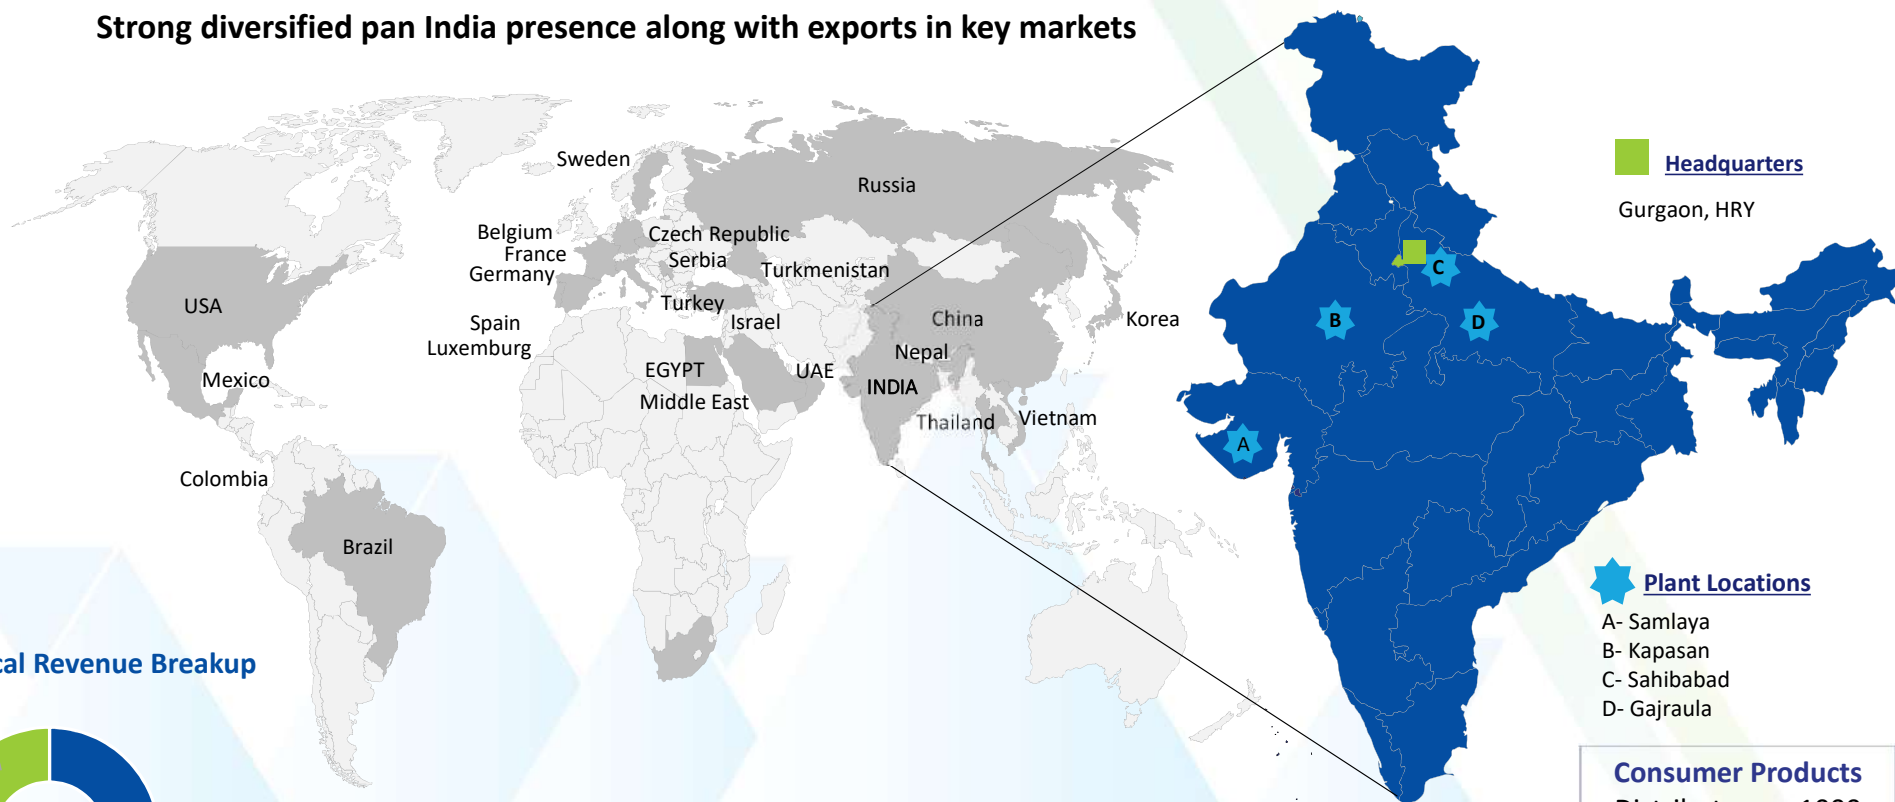 Strong diversified pan India presence along with exports in key markets
Sweden
Russia
Belgium
France
Germany
Czech Republic
Serbia
Turkmenistan
USA
Turkey
Israel
China
Korea
Spain
Luxemburg
Nepal
Mexico
EGYPT
UAE
INDIA
Middle East
Thailand
Vietnam
Colombia
Brazil
Headquarters
Gurgaon, HRY
C
B
D
A
Plant Locations
A- Samlaya
B- Kapasan
C- Sahibabad
D- Gajraula
cal Revenue Breakup
Consumer Products